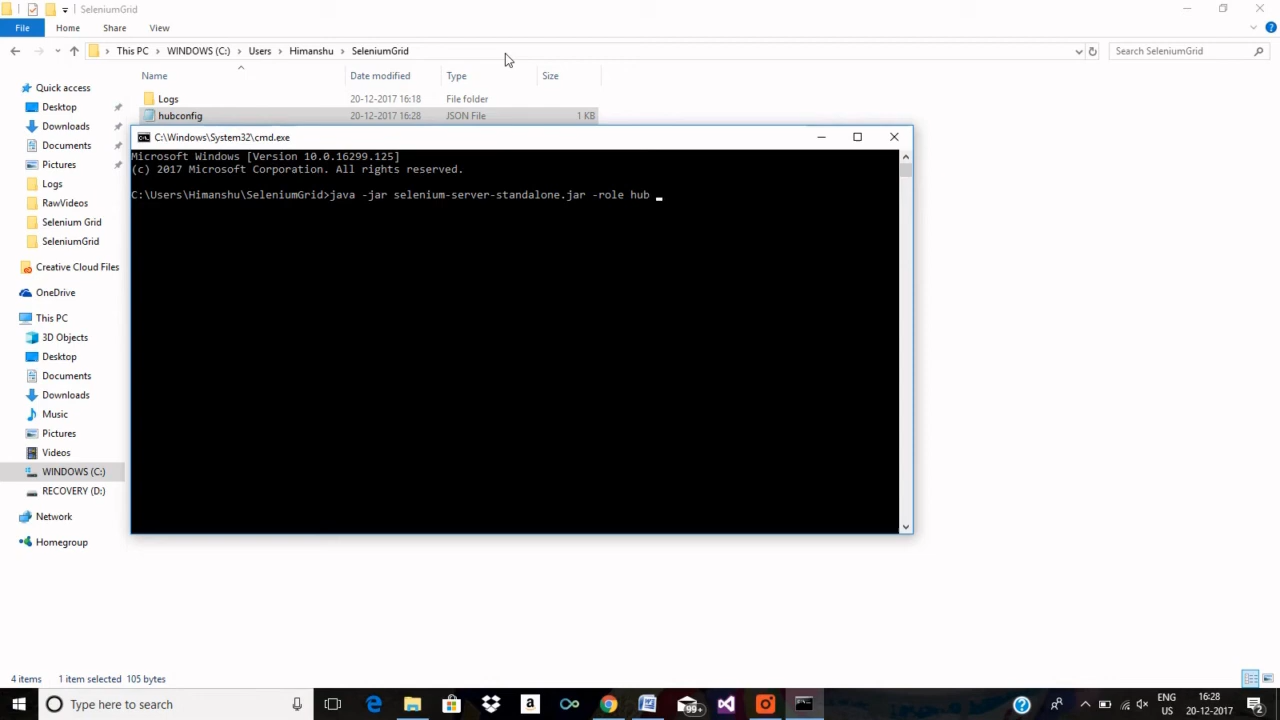 SeleniumGrid
File Home Share View
This PC WINDOWS (C:) Users Himanshu SeleniumGrid
Search SeleniumGrid
Name Date modified Type Size
Quick access
Desktop
Downloads
Documents
Pictures
Logs
RawVideos
Selenium Grid
SeleniumGrid
Creative Cloud Files
OneDrive
This PC
3D Objects
Desktop
Documents
Downloads
Music
Pictures
Videos
WINDOWS (C:)
RECOVERY (D:)
Network
Homegroup
Logs 20-12-2017 16:18 File folder
hubconfig 20-12-2017 16:28 JSON File 1 KB
C:\Windows\System32\cmd.exe
Microsoft Windows [Version 10.0.16299.125]
(c) 2017 Microsoft Corporation. All rights reserved.
C:\Users\Himanshu\SeleniumGrid>java -jar selenium-server-standalone.jar -role hub
4 items 1 item selected 105 bytes
Type here to search
99+
ENG
US
16:28
20-12-2017
2